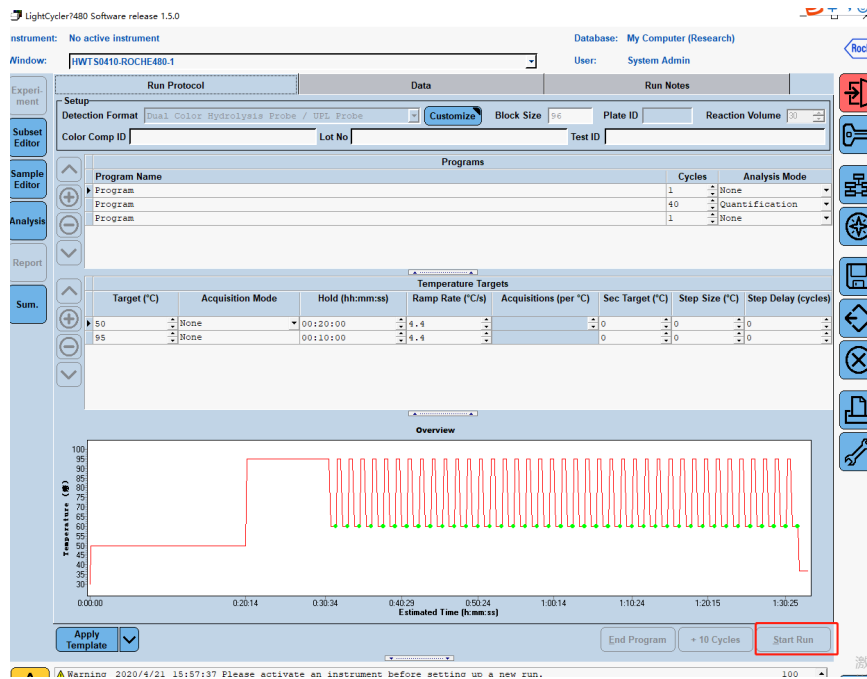 LightCycler?480 Software release 1.5.0
nstrument: No active instrument Database: My Computer (Research)
Window: HWTS0410-ROCHE480-1 User: System Admin
Roc
Experi-
ment
Subset
Editor
Sample
Editor
Analysis
Report
Sum.
Run Protocol Data Run Notes
Setup
Detection Format Dual Color Hydrolysis Probe / UPL Probe Customize Block Size 96 Plate ID Reaction Volume 30
Color Comp ID Lot No Test ID
Programs
Program Name Cycles Analysis Mode
Program 1 None
Program 40 Quantification
Program 1 None
Temperature Targets
Target (°C) Acquisition Mode Hold (hh:mm:ss) Ramp Rate (°C/s) Acquisitions (per °C) Sec Target (°C) Step Size (°C) Step Delay (cycles)
50 None 00:20:00 4.4 0 0 0
95 None 00:10:00 4.4 0 0 0
Overview
Temperature
100
95
90
85
80
75
70
65
60
55
50
45
40
35
30
0:00:00 0:20:14 0:30:34 0:40:29 0:50:24 1:00:14 1:10:24 1:20:15 1:30:25
Estimated Time (h:mm:ss)
Apply
Template
End Program + 10 Cycles Start Run
Warning 2020/4/21 15:57:37 Please activate an instrument before setting up a new run. 100